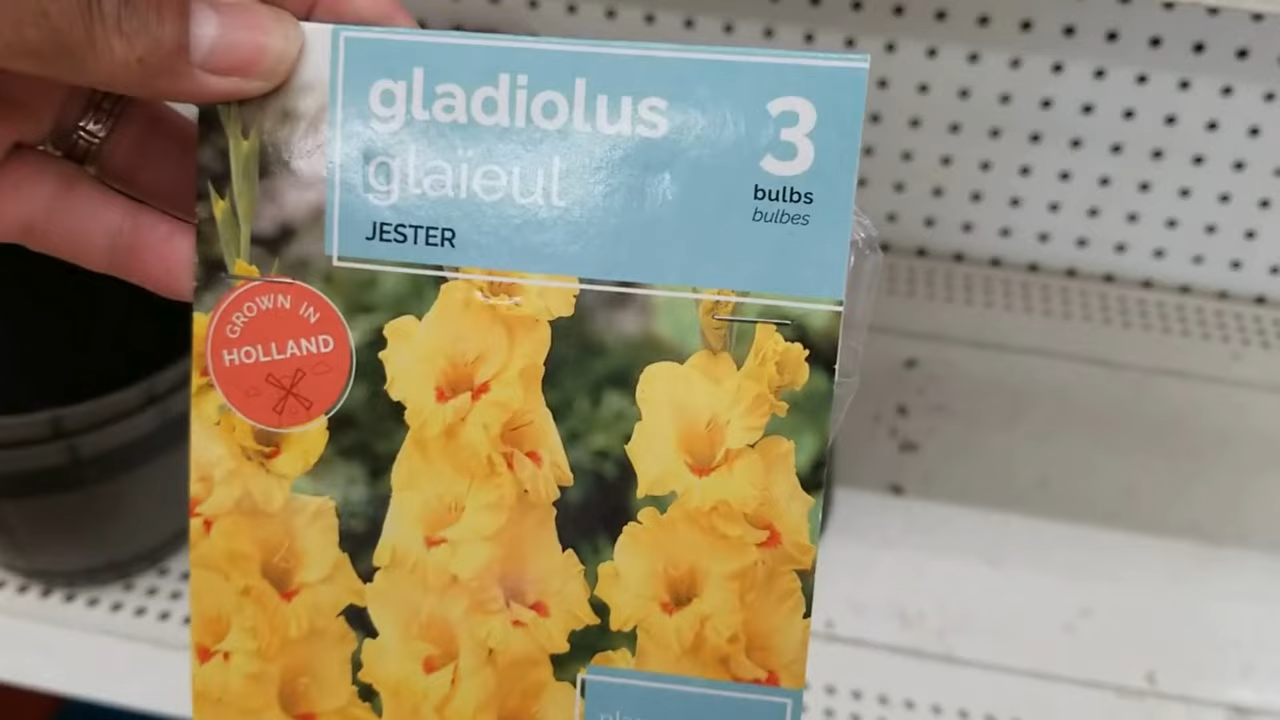 gladiolus
glaïeul
JESTER
3
bulbs
bulbes
GROWN IN
HOLLAND